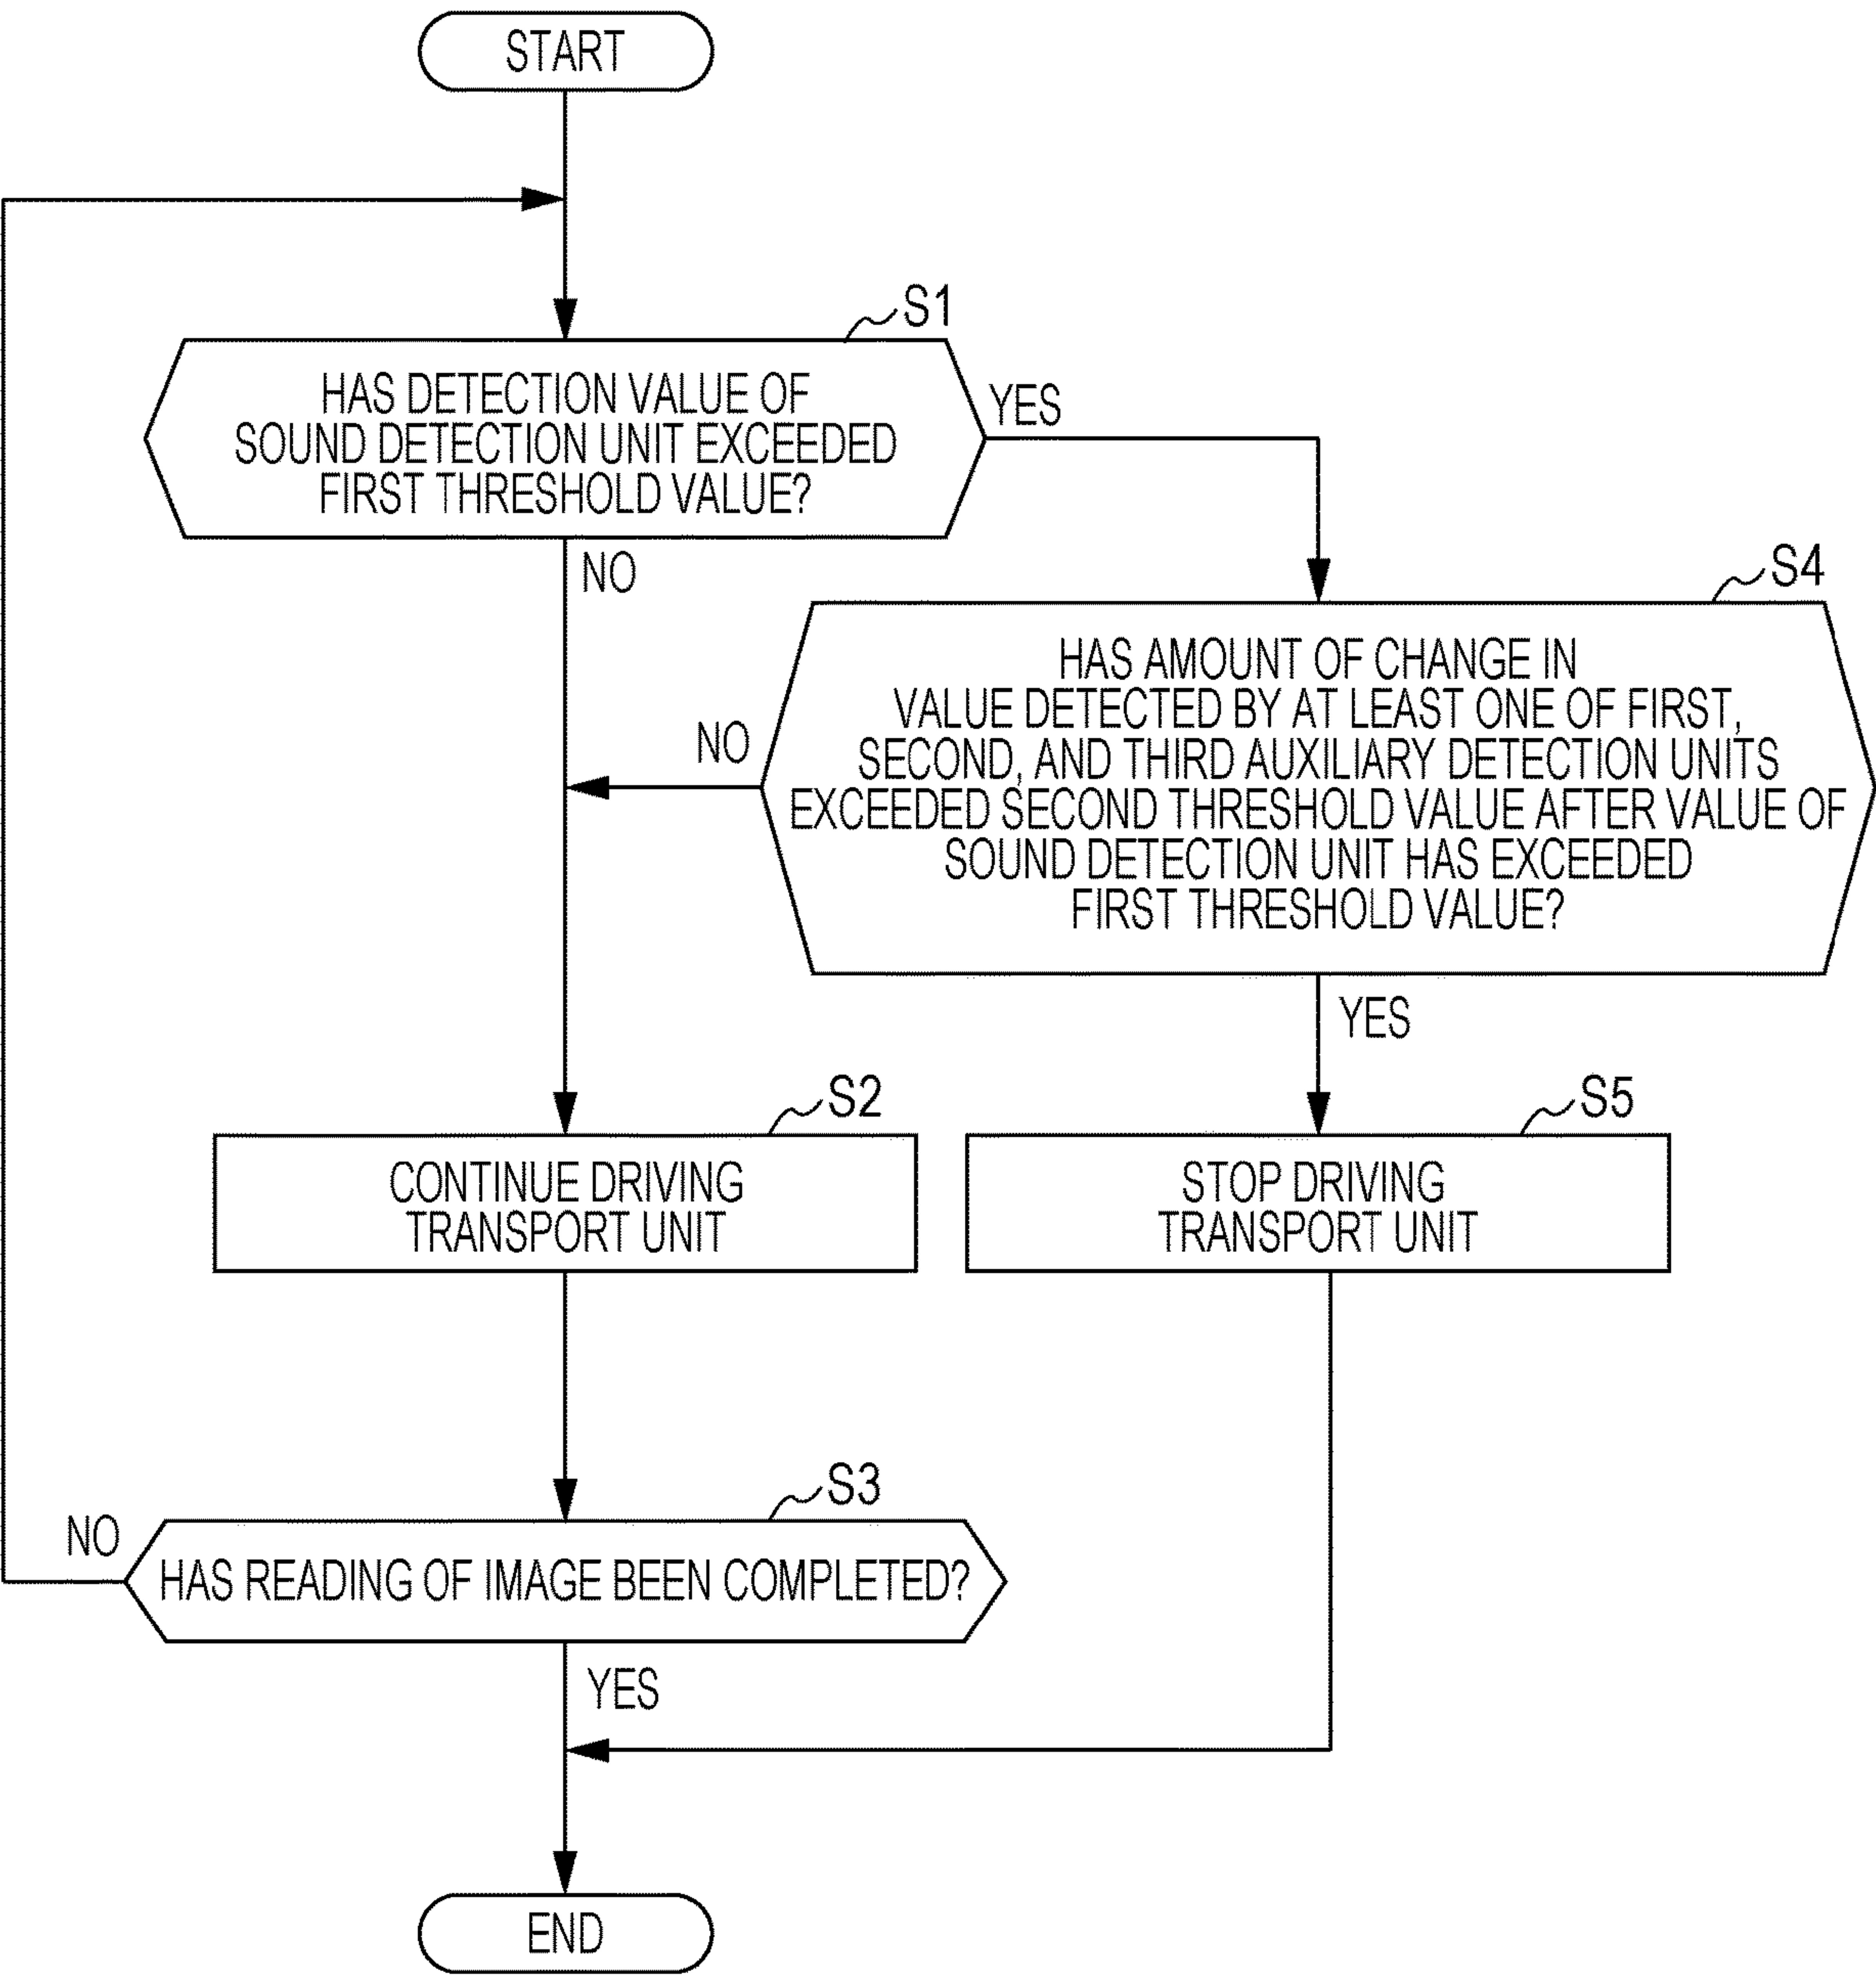 START
S1
HAS DETECTION VALUE OF
SOUND DETECTION UNIT EXCEEDED
FIRST THRESHOLD VALUE?
YES
NO
S4
HAS AMOUNT OF CHANGE IN
VALUE DETECTED BY AT LEAST ONE OF FIRST,
SECOND, AND THIRD AUXILIARY DETECTION UNITS
EXCEEDED SECOND THRESHOLD VALUE AFTER VALUE OF
SOUND DETECTION UNIT HAS EXCEEDED
FIRST THRESHOLD VALUE?
NO
YES
S2
CONTINUE DRIVING
TRANSPORT UNIT
S5
STOP DRIVING
TRANSPORT UNIT
S3
NO
HAS READING OF IMAGE BEEN COMPLETED?
YES
END